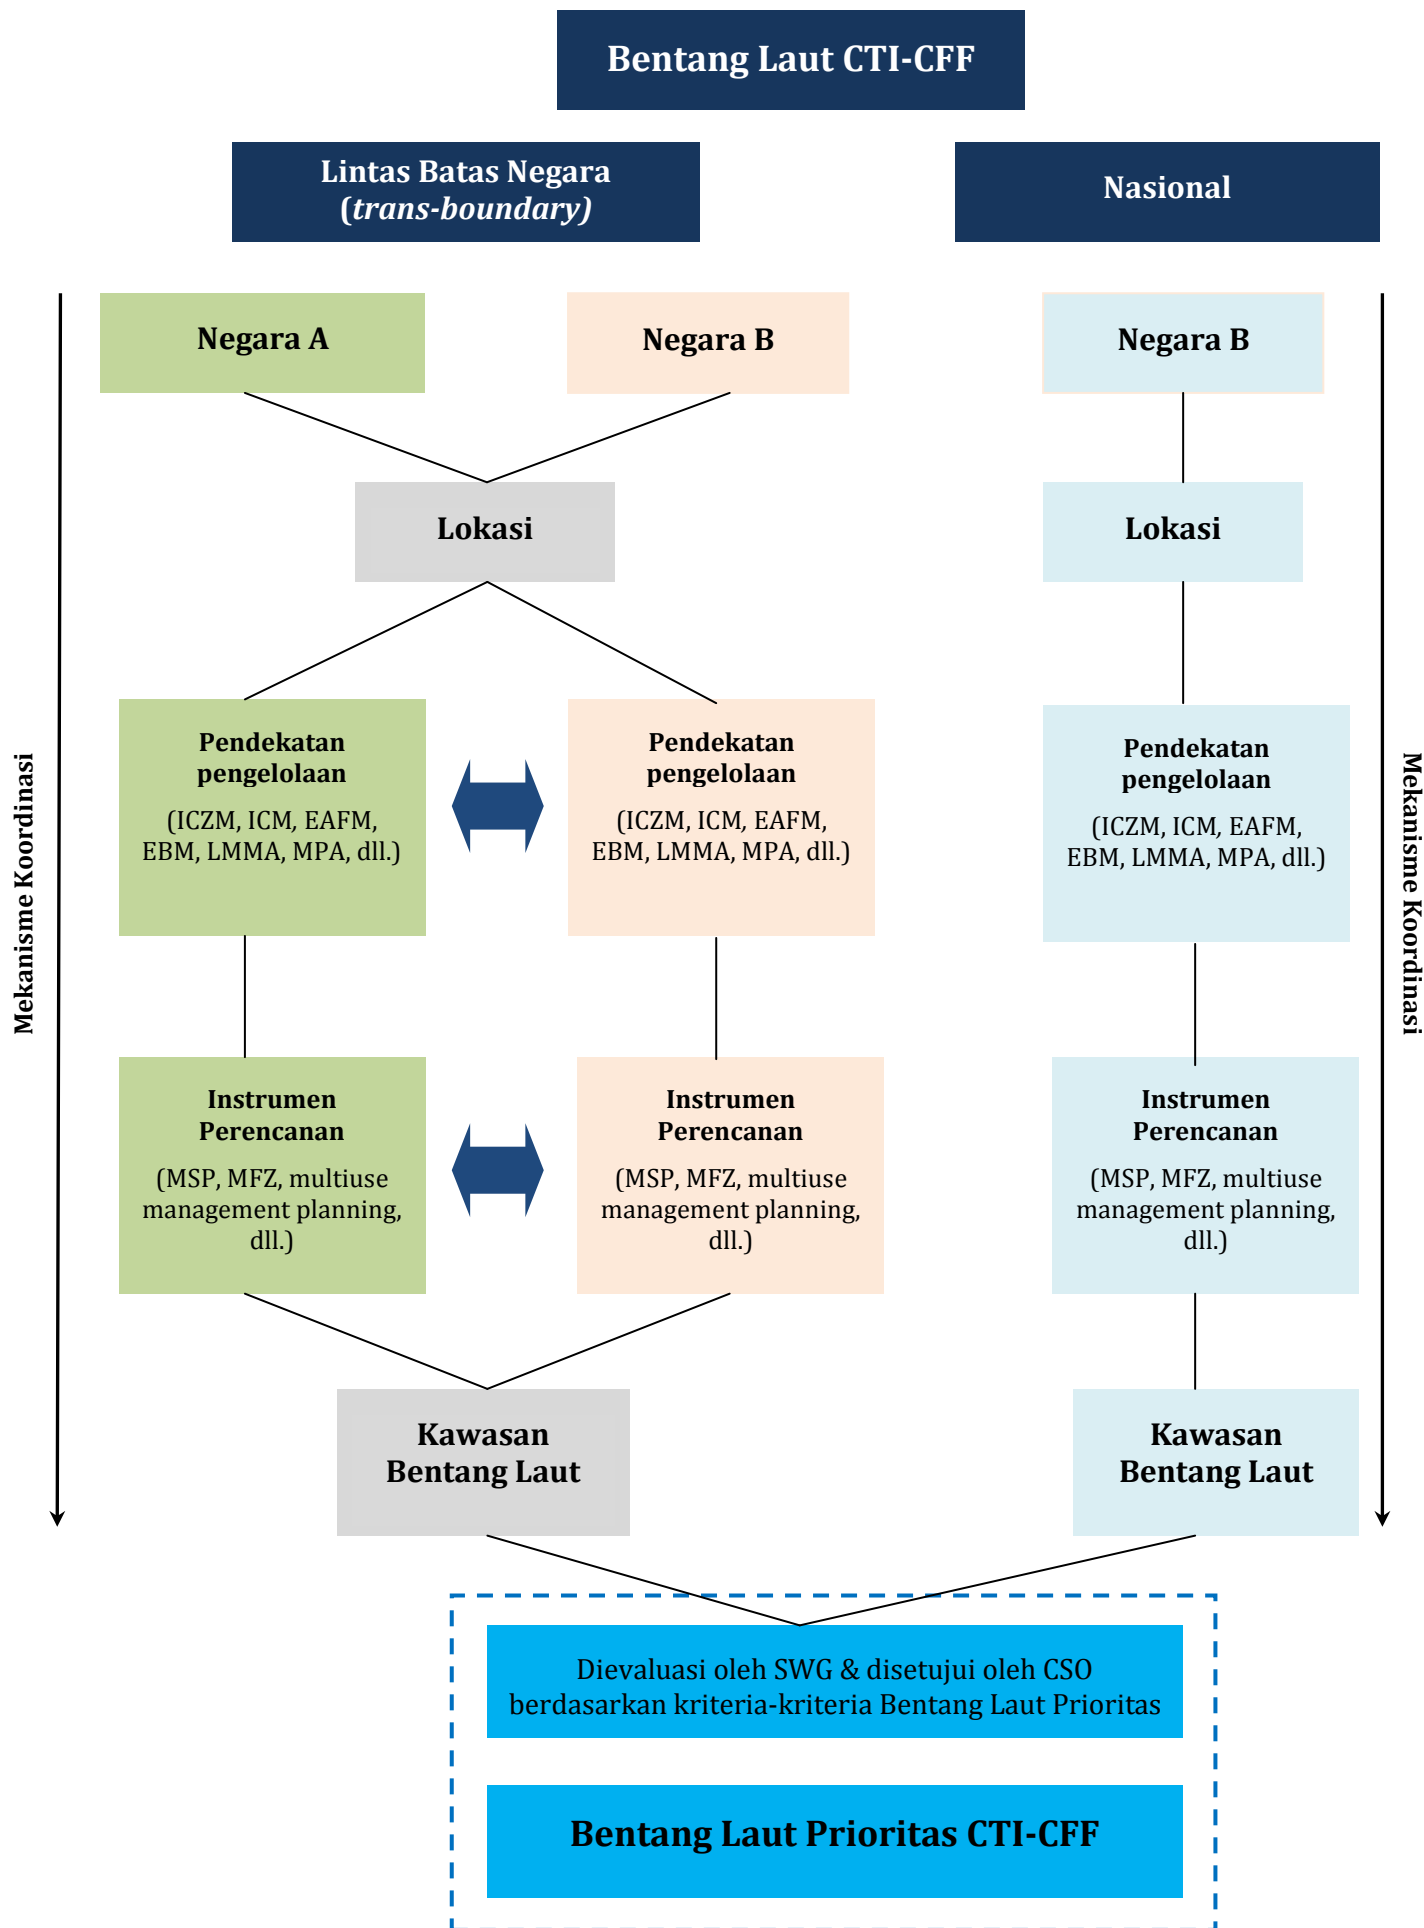 Bentang Laut CTI-CFF
Lintas Batas Negara
(trans-boundary)
Nasional
Negara A
Negara B
Negara B
Lokasi
Lokasi
Mekanisme Koordinasi
Pendekatan
pengelolaan
(ICZM, ICM, EAFM,
EBM, LMMA, MPA, dll.)
Pendekatan
pengelolaan
(ICZM, ICM, EAFM,
EBM, LMMA, MPA, dll.)
Pendekatan
pengelolaan
(ICZM, ICM, EAFM,
EBM, LMMA, MPA, dll.)
Mekanisme Koordinasi
Instrumen
Perencanan
(MSP, MFZ, multiuse
management planning,
dll.)
Instrumen
Perencanan
(MSP, MFZ, multiuse
management planning,
dll.)
Instrumen
Perencanan
(MSP, MFZ, multiuse
management planning,
dll.)
Kawasan
Bentang Laut
Kawasan
Bentang Laut
Dievaluasi oleh SWG & disetujui oleh CSO
berdasarkan kriteria-kriteria Bentang Laut Prioritas
Bentang Laut Prioritas CTI-CFF